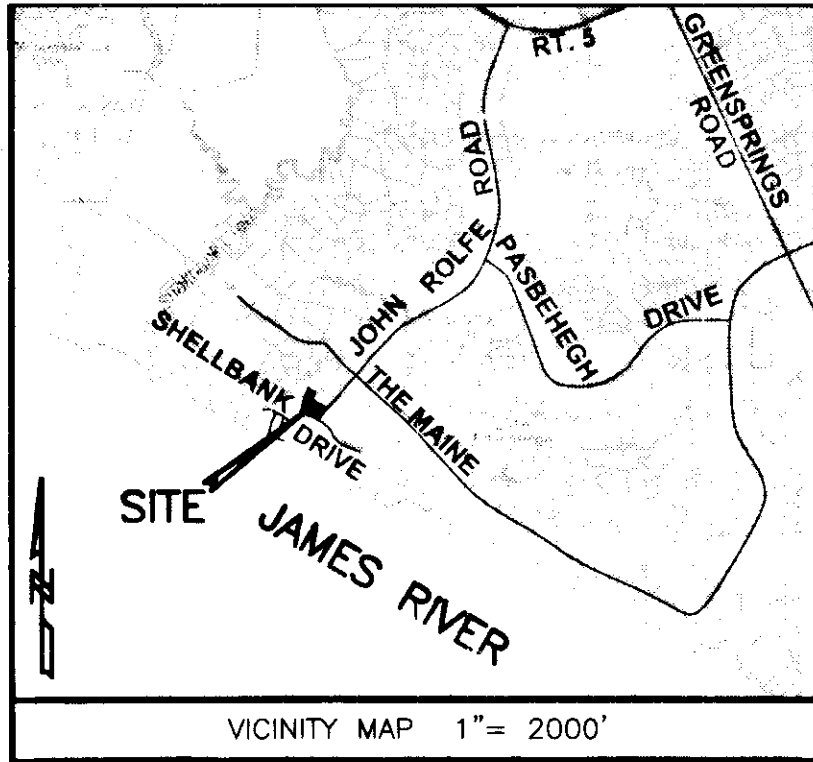 RT. 5
GREENSPRINGS
ROAD
JOHN ROLFE ROAD
PASBEHEGH DRIVE
SHELLBANK
DRIVE
THE MAINE
SITE
JAMES RIVER
N
VICINITY MAP 1"= 2000'